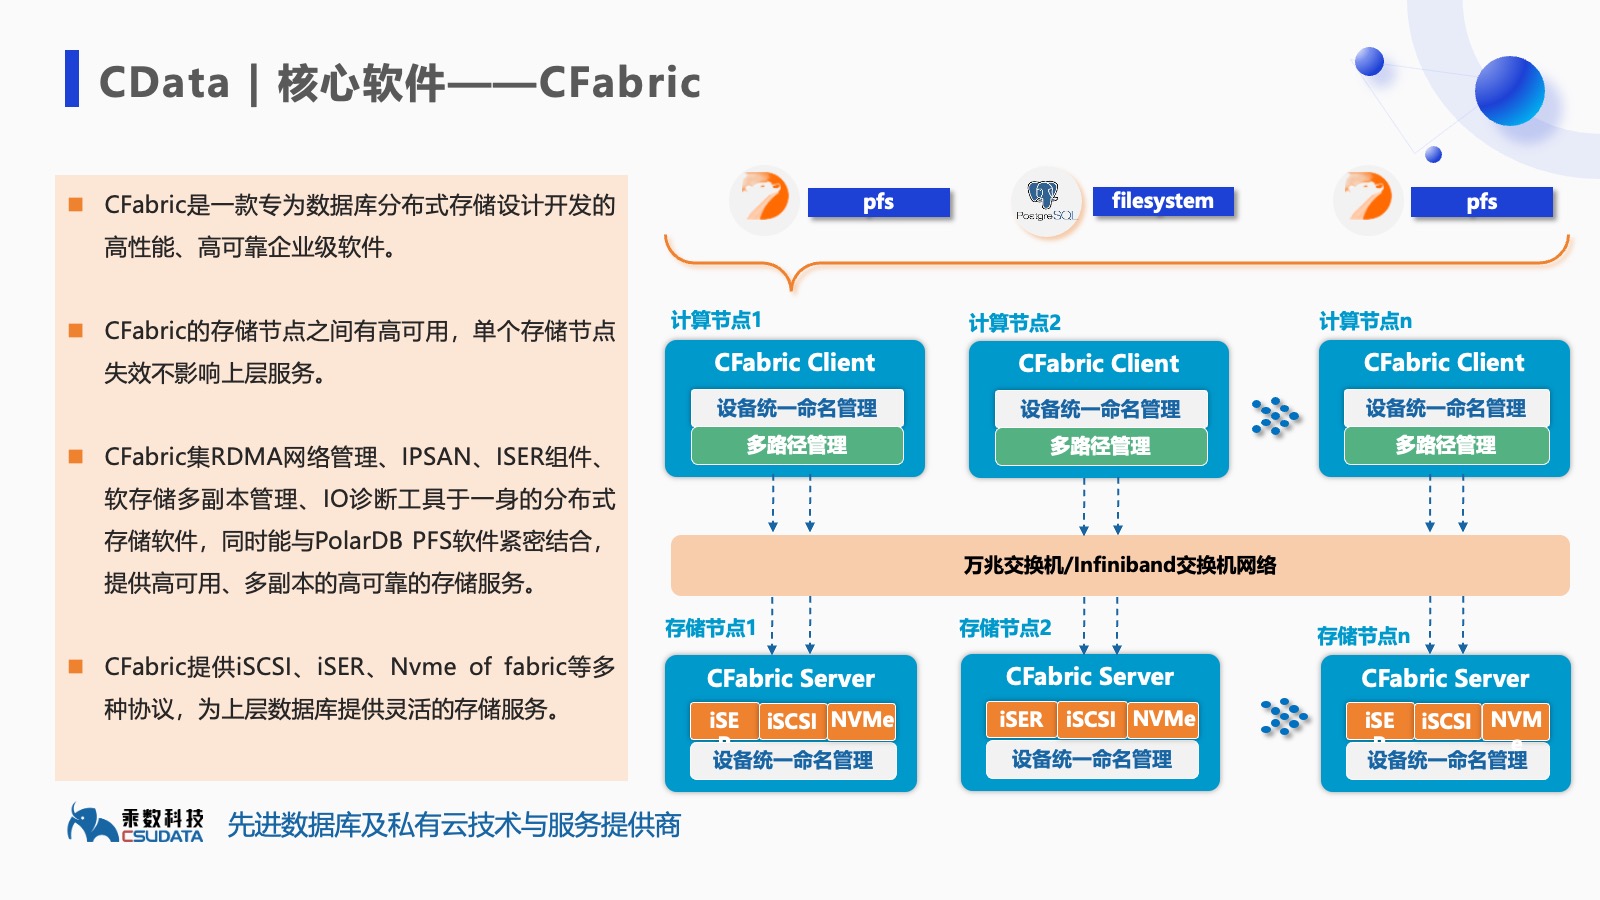 CData | 核心软件——CFabric
CFabric是一款专为数据库分布式存储设计开发的
高性能、高可靠企业级软件。
CFabric的存储节点之间有高可用，单个存储节点
失效不影响上层服务。
CFabric集RDMA网络管理、IPSAN、ISER组件、
软存储多副本管理、IO诊断工具于一身的分布式
存储软件，同时能与PolarDB PFS软件紧密结合，
提供高可用、多副本的高可靠的存储服务。
CFabric提供iSCSI、iSER、Nvme of fabric等多
种协议，为上层数据库提供灵活的存储服务。
pfs
PostgreSQL
filesystem
pfs
计算节点1
计算节点2
计算节点n
CFabric Client
CFabric Client
CFabric Client
设备统一命名管理
设备统一命名管理
设备统一命名管理
多路径管理
多路径管理
多路径管理
万兆交换机/Infiniband交换机网络
存储节点1
存储节点2
存储节点n
CFabric Server
CFabric Server
CFabric Server
iSE
R
iSCSI
NVMe
iSER
iSCSI
NVMe
iSE
R
iSCSI
NVM
e
设备统一命名管理
设备统一命名管理
设备统一命名管理
乘数科技
CSUDATA
先进数据库及私有云技术与服务提供商